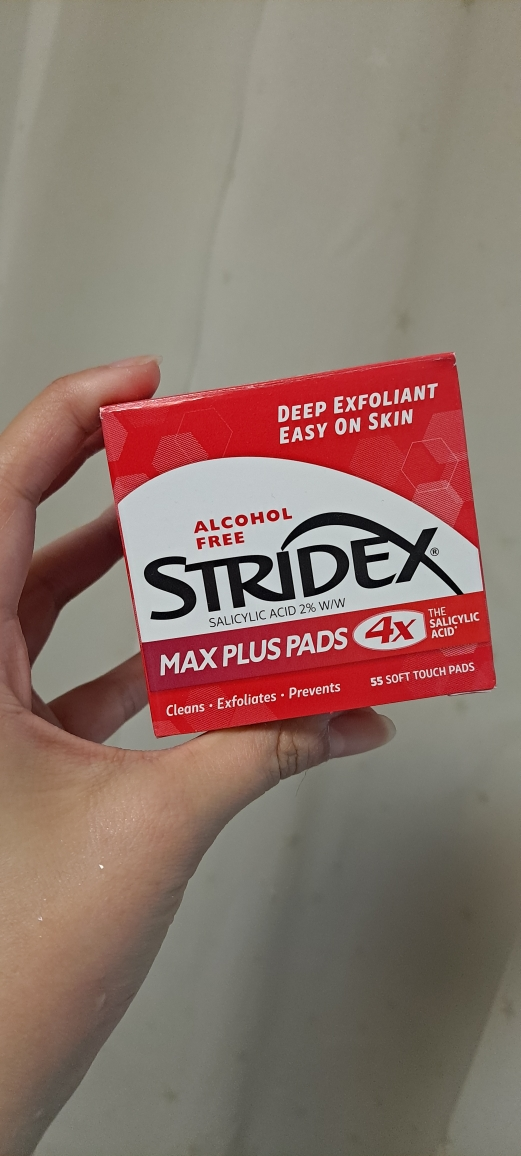 DEEP EXFOLIANT
EASY ON SKIN
ALCOHOL
FREE
STRIDEX®
SALICYLIC ACID 2% W/W
MAX PLUS PADS 4x THE
SALICYLIC
ACID*
Cleans • Exfoliates • Prevents
55 SOFT TOUCH PADS